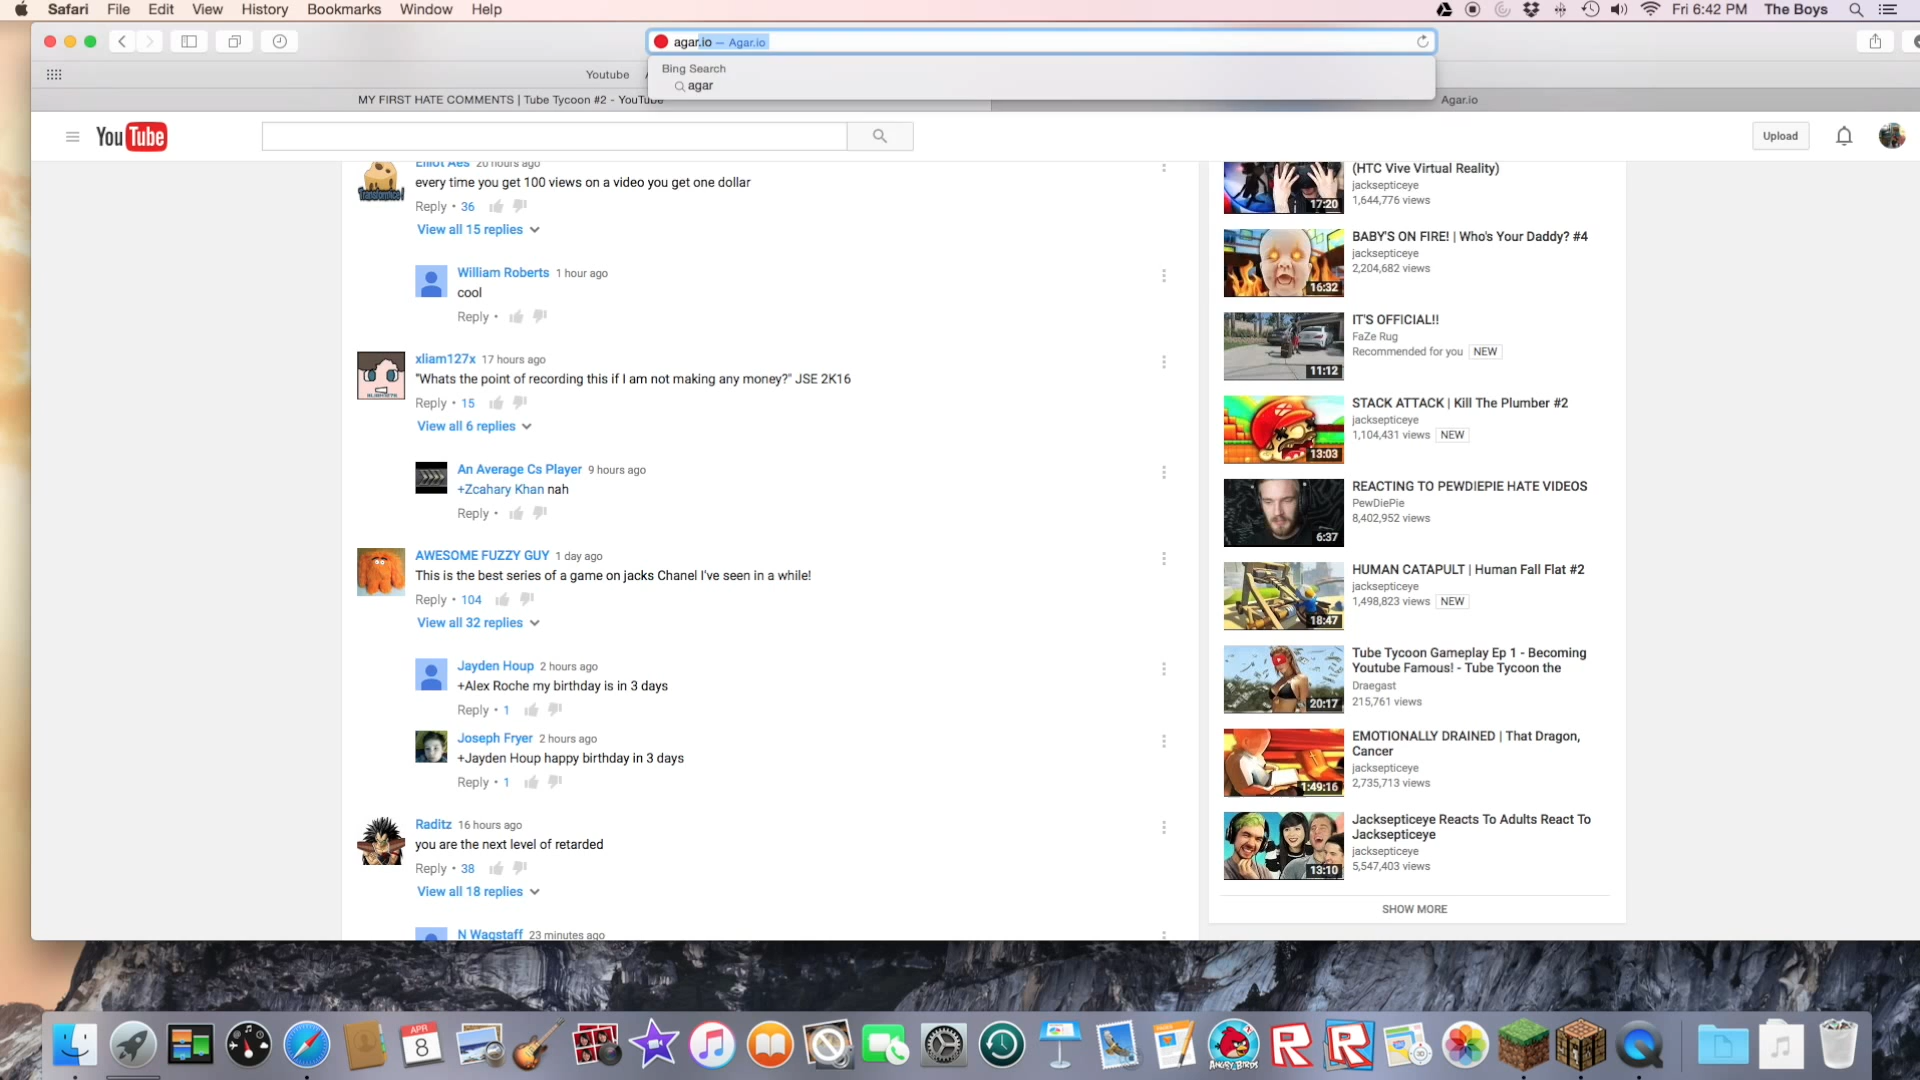 Safari File Edit View History Bookmarks Window Help
Fri 6:42 PM The Boys
agar.io — Agar.io
Bing Search
agar
Youtube
MY FIRST HATE COMMENTS | Tube Tycoon #2 - YouTube
Agar.io
YouTube
Upload
Elliot Aes 20 hours ago
every time you get 100 views on a video you get one dollar
Reply • 36
View all 15 replies
William Roberts 1 hour ago
cool
Reply •
xliam127x 17 hours ago
"Whats the point of recording this if I am not making any money?" JSE 2K16
Reply • 15
View all 6 replies
An Average Cs Player 9 hours ago
+Zcahary Khan nah
Reply •
AWESOME FUZZY GUY 1 day ago
This is the best series of a game on jacks Chanel I've seen in a while!
Reply • 104
View all 32 replies
Jayden Houp 2 hours ago
+Alex Roche my birthday is in 3 days
Reply • 1
Joseph Fryer 2 hours ago
+Jayden Houp happy birthday in 3 days
Reply • 1
Raditz 16 hours ago
you are the next level of retarded
Reply • 38
View all 18 replies
N Wagstaff 23 minutes ago
(HTC Vive Virtual Reality)
jacksepticeye
1,644,776 views
17:20
BABY'S ON FIRE! | Who's Your Daddy? #4
jacksepticeye
2,204,682 views
16:32
IT'S OFFICIAL!!
FaZe Rug
Recommended for you NEW
11:12
STACK ATTACK | Kill The Plumber #2
jacksepticeye
1,104,431 views NEW
13:03
REACTING TO PEWDIEPIE HATE VIDEOS
PewDiePie
8,402,952 views
6:37
HUMAN CATAPULT | Human Fall Flat #2
jacksepticeye
1,498,823 views NEW
18:47
Tube Tycoon Gameplay Ep 1 - Becoming
Youtube Famous! - Tube Tycoon the
Draegast
215,761 views
20:17
EMOTIONALLY DRAINED | That Dragon,
Cancer
jacksepticeye
2,735,713 views
1:49:16
Jacksepticeye Reacts To Adults React To
Jacksepticeye
jacksepticeye
5,547,403 views
13:10
SHOW MORE
APR
8
ANGRY BIRDS